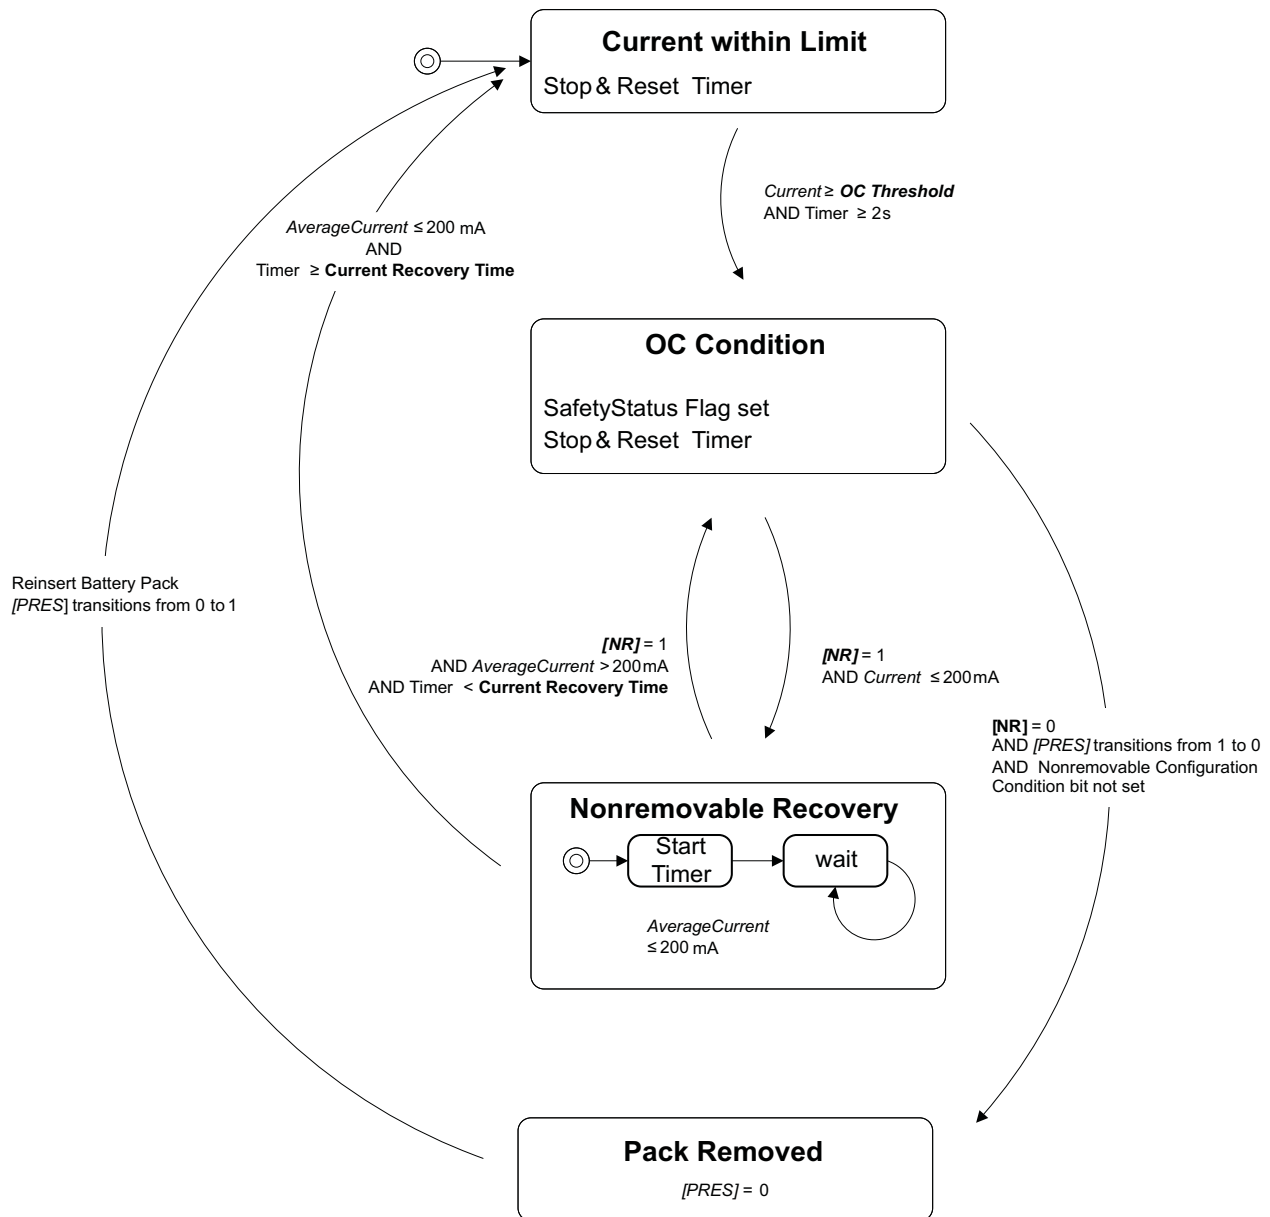 Current within Limit
Stop & Reset Timer
Current ≥ OC Threshold
AND Timer ≥ 2s
AverageCurrent ≤ 200 mA
AND
Timer ≥ Current Recovery Time
OC Condition
SafetyStatus Flag set
Stop & Reset Timer
Reinsert Battery Pack
[PRES] transitions from 0 to 1
[NR] = 1
AND AverageCurrent > 200 mA
AND Timer < Current Recovery Time
[NR] = 1
AND Current ≤ 200 mA
[NR] = 0
AND [PRES] transitions from 1 to 0
AND Nonremovable Configuration
Condition bit not set
Nonremovable Recovery
Start
Timer
wait
AverageCurrent
≤ 200 mA
Pack Removed
[PRES] = 0